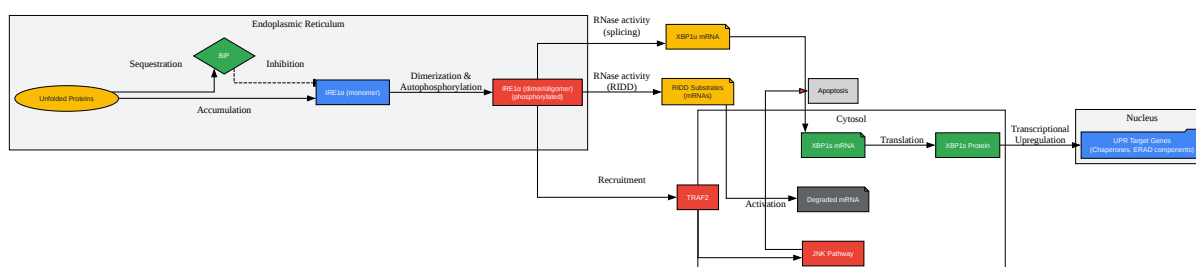 Endoplasmic Reticulum
BiP
Sequestration
Inhibition
Unfolded Proteins
Accumulation
IRE1α (monomer)
Dimerization &
Autophosphorylation
IRE1α (dimer/oligomer)
(phosphorylated)
RNase activity
(splicing)
XBP1u mRNA
RNase activity
(RIDD)
RIDD Substrates
(mRNAs)
Apoptosis
Cytosol
XBP1s mRNA
Translation
XBP1s Protein
Transcriptional
Upregulation
Nucleus
UPR Target Genes
(Chaperones, ERAD components)
Recruitment
TRAF2
Activation
Degraded mRNA
JNK Pathway